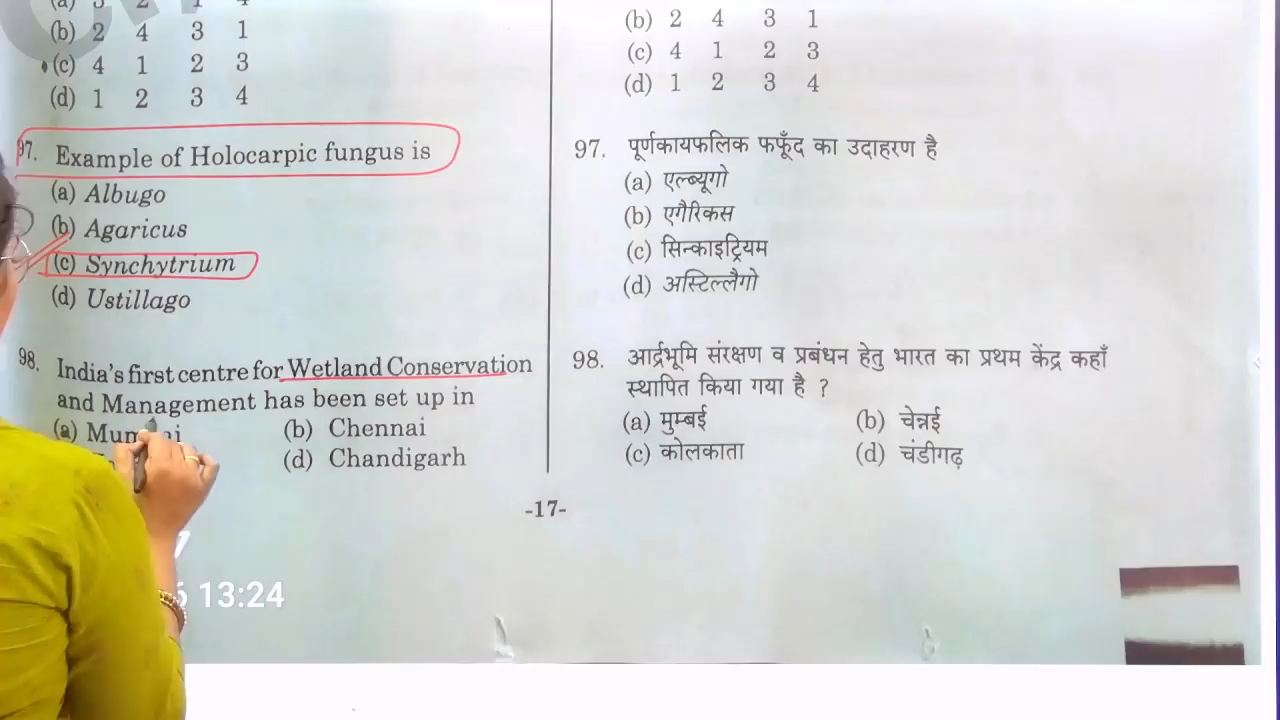 (b) 2 4 3 1
(c) 4 1 2 3
(d) 1 2 3 4
97. Example of Holocarpic fungus is
(a) Albugo
(b) Agaricus
(c) Synchytrium
(d) Ustillago
98. India's first centre for Wetland Conservation
and Management has been set up in
(b) Chennai
(d) Chandigarh
(b) 2 4 3 1
(c) 4 1 2 3
(d) 1 2 3 4
97. पूर्णकायफलिक फफूँद का उदाहरण है
(a) एल्ब्यूगो
(b) एगैरिकस
(c) सिन्काइट्रियम
(d) अस्टिल्लैगो
98. आर्द्रभूमि संरक्षण व प्रबंधन हेतु भारत का प्रथम केंद्र कहाँ
स्थापित किया गया है ?
(a) मुम्बई (b) चेन्नई
(c) कोलकाता (d) चंडीगढ़
-17-
13:24